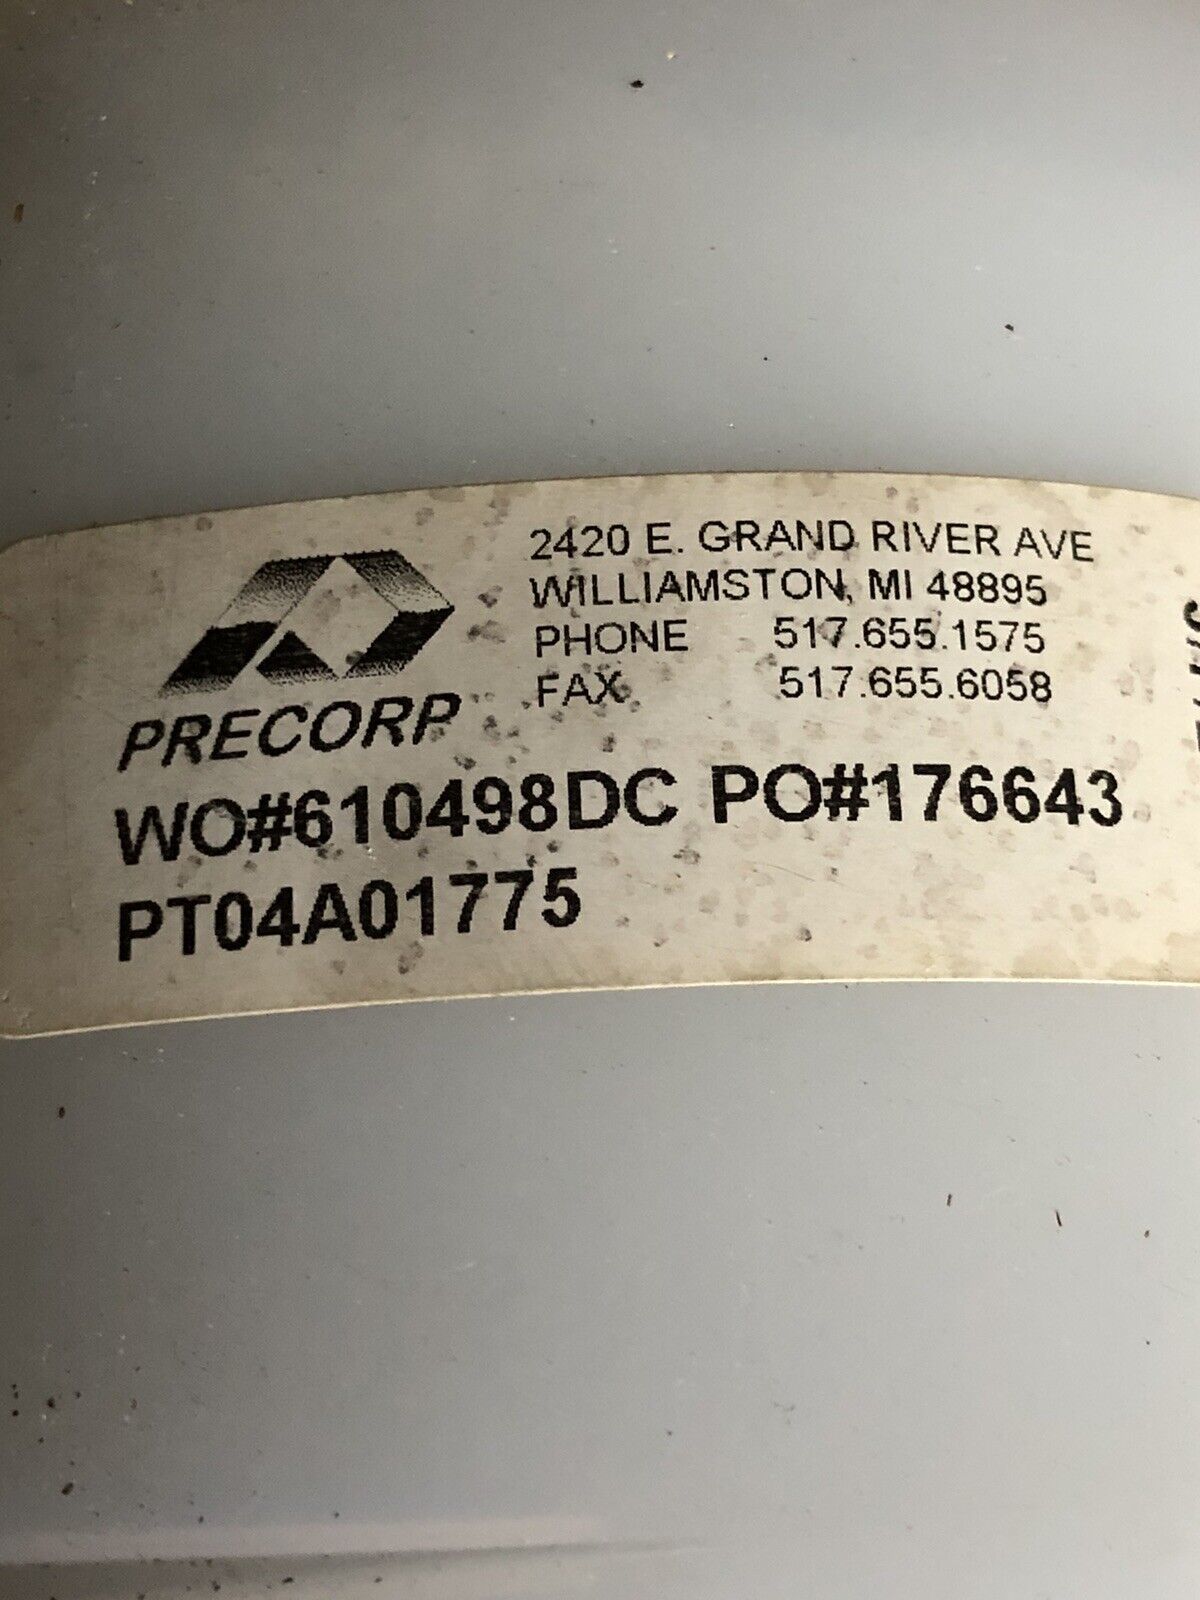 2420 E. GRAND RIVER AVE
WILLIAMSTON, MI 48895
PHONE 517.655.1575
FAX 517.655.6058
PRECORP
WO#610498DC PO#176643
PT04A01775